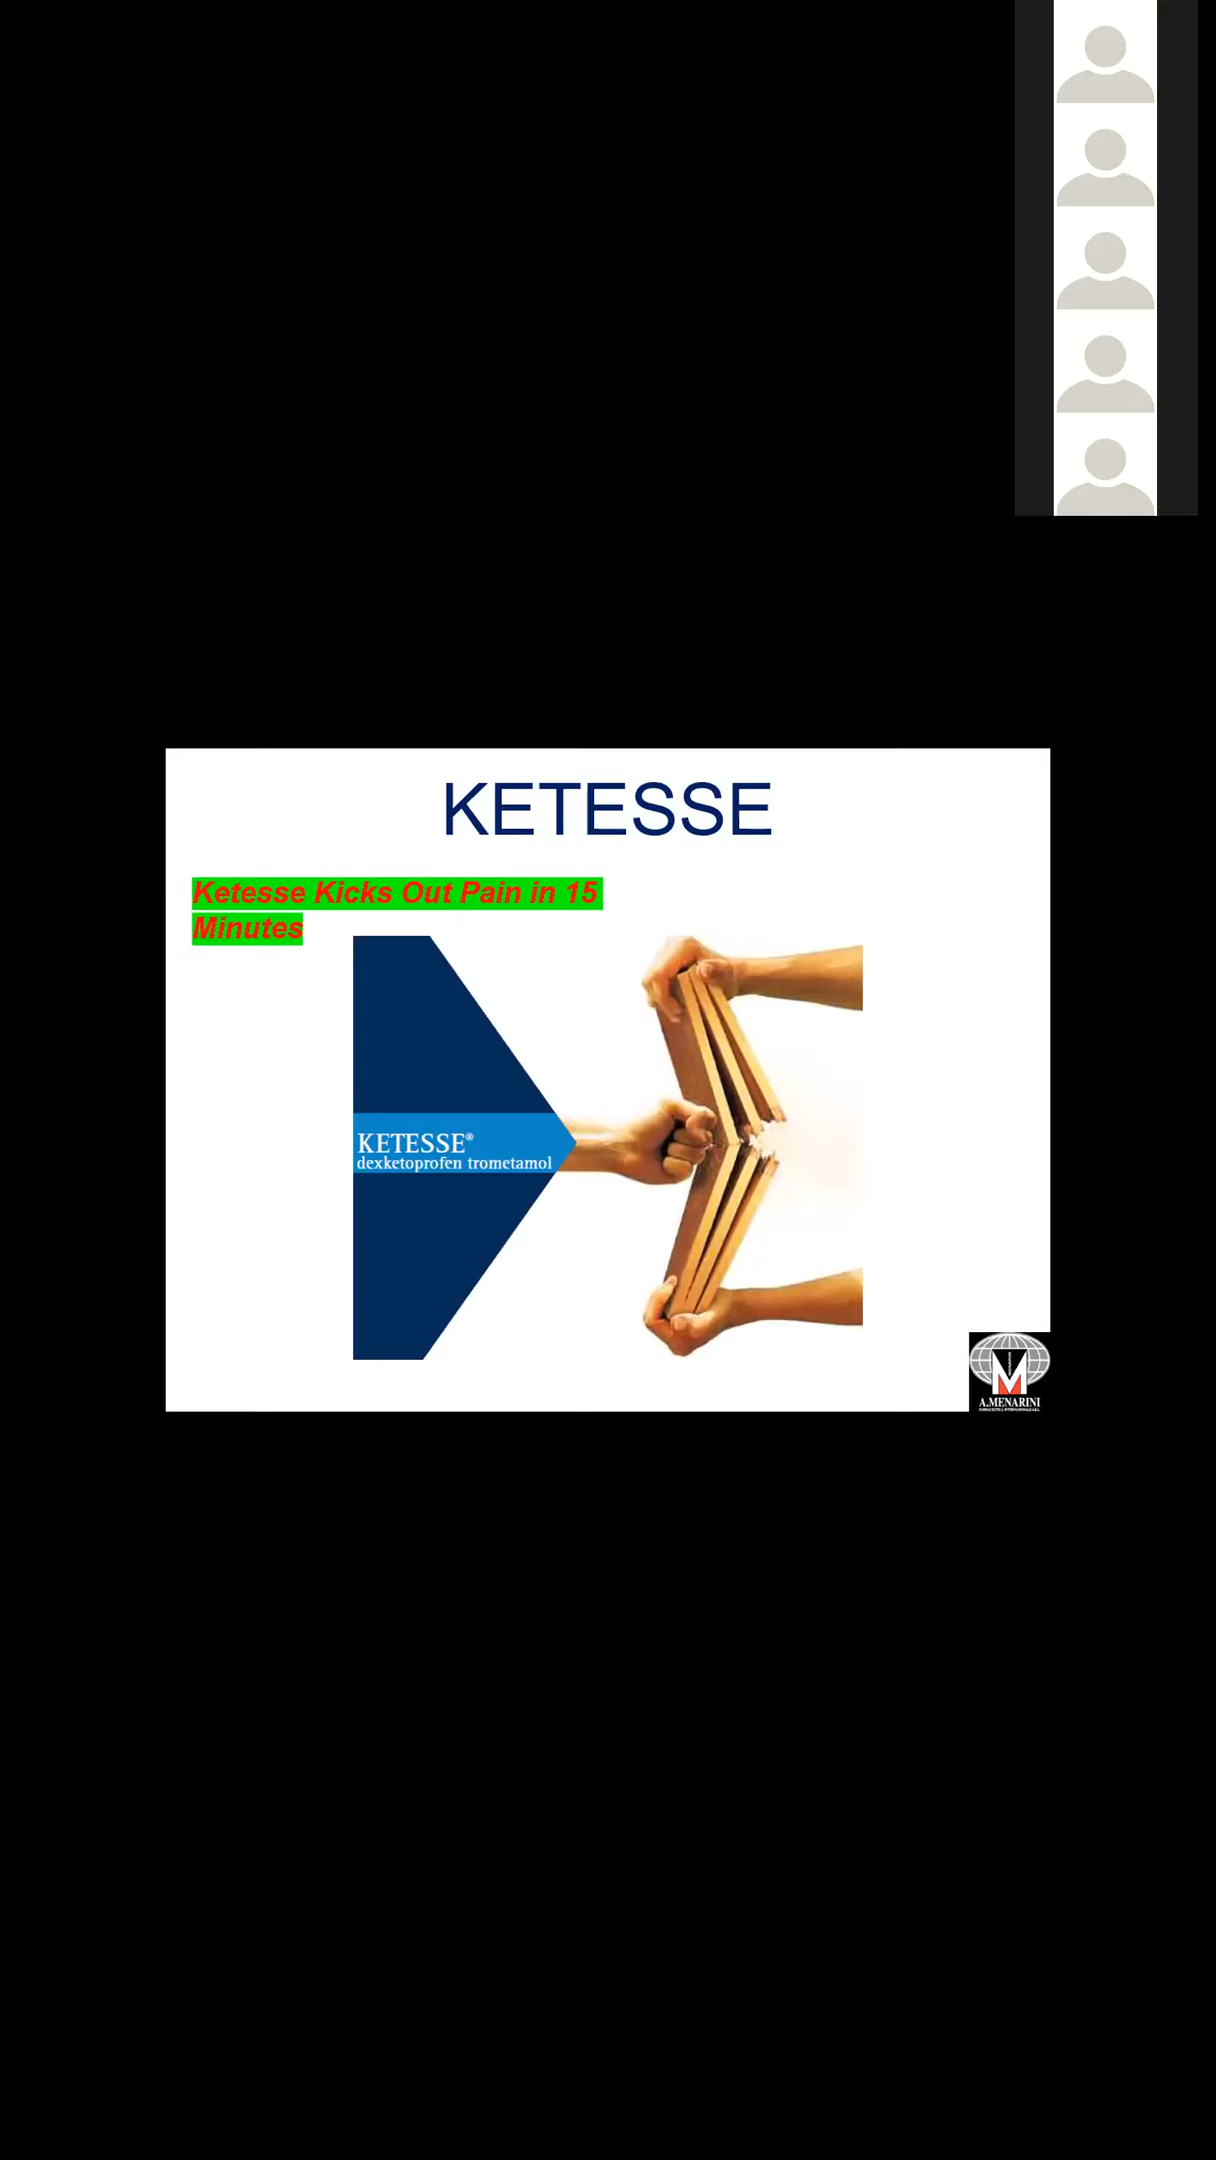 KETESSE
Ketesse Kicks Out Pain in 15
Minutes
KETESSE®
dexketoprofen trometamol
A.MENARINI